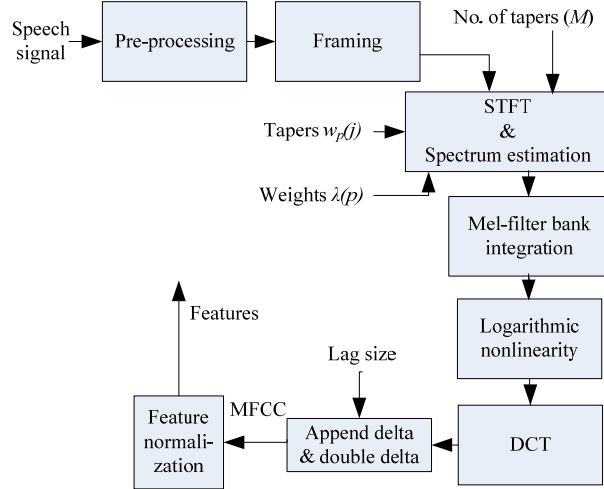 No. of tapers (M)
Speech
signal
Pre-processing
Framing
STFT
&
Spectrum estimation
Tapers wp(j)
Weights λ(p)
Mel-filter bank
integration
Features
Logarithmic
nonlinearity
Lag size
MFCC
Feature
normali-
zation
Append delta
& double delta
DCT